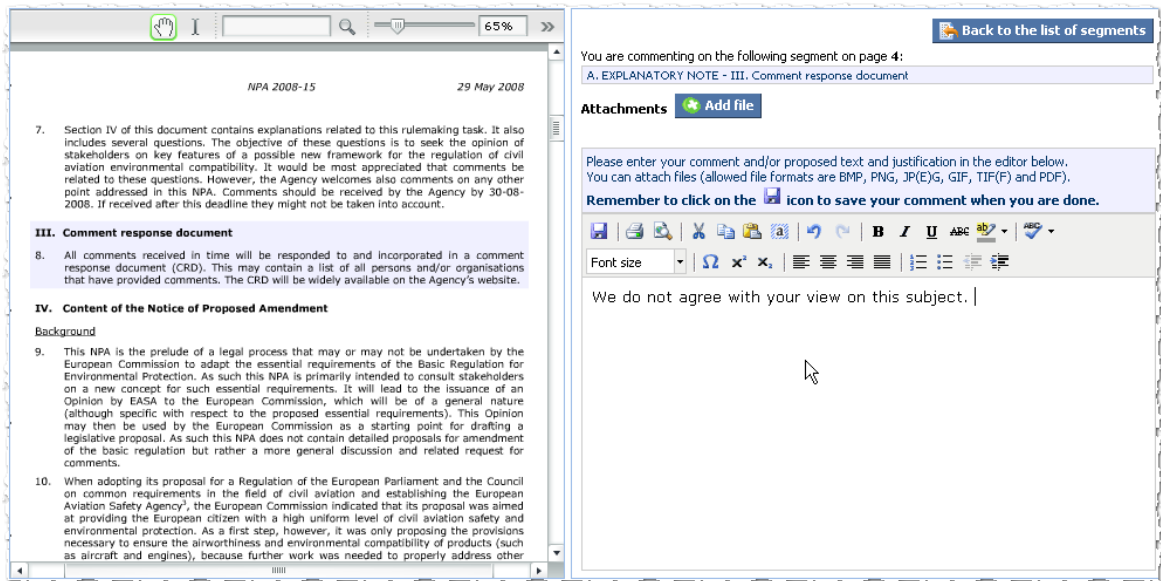 65%
NPA 2008-15 29 May 2008
7. Section IV of this document contains explanations related to this rulemaking task. It also
includes several questions. The objective of these questions is to seek the opinion of
stakeholders on key features of a possible new framework for the regulation of civil
aviation environmental compatibility. It would be most appreciated that comments be
related to these questions. However, the Agency welcomes also comments on any other
point addressed in this NPA. Comments should be received by the Agency by 30-08-
2008. If received after this deadline they might not be taken into account.
III. Comment response document
8. All comments received in time will be responded to and incorporated in a comment
response document (CRD). This may contain a list of all persons and/or organisations
that have provided comments. The CRD will be widely available on the Agency's website.
IV. Content of the Notice of Proposed Amendment
Background
9. This NPA is the prelude of a legal process that may or may not be undertaken by the
European Commission to adapt the essential requirements of the Basic Regulation for
Environmental Protection. As such this NPA is primarily intended to consult stakeholders
on a new concept for such essential requirements. It will lead to the issuance of an
Opinion by EASA to the European Commission, which will be of a general nature
(although specific with respect to the proposed essential requirements). This Opinion
may then be used by the European Commission as a starting point for drafting a
legislative proposal. As such this NPA does not contain detailed proposals for amendment
of the basic regulation but rather a more general discussion and related request for
comments.
10. When adopting its proposal for a Regulation of the European Parliament and the Council
on common requirements in the field of civil aviation and establishing the European
Aviation Safety Agency³, the European Commission indicated that its proposal was aimed
at providing the European citizen with a high uniform level of civil aviation safety and
environmental protection. As a first step, however, it was only proposing the provisions
necessary to ensure the airworthiness and environmental compatibility of products (such
as aircraft and engines), because further work was needed to properly address other
Back to the list of segments
You are commenting on the following segment on page 4:
A. EXPLANATORY NOTE - III. Comment response document
Attachments Add file
Please enter your comment and/or proposed text and justification in the editor below.
You can attach files (allowed file formats are BMP, PNG, JP(E)G, GIF, TIF(F) and PDF).
Remember to click on the icon to save your comment when you are done.
B I U ABC ab ABC
Font size Ω x² x₂
We do not agree with your view on this subject.